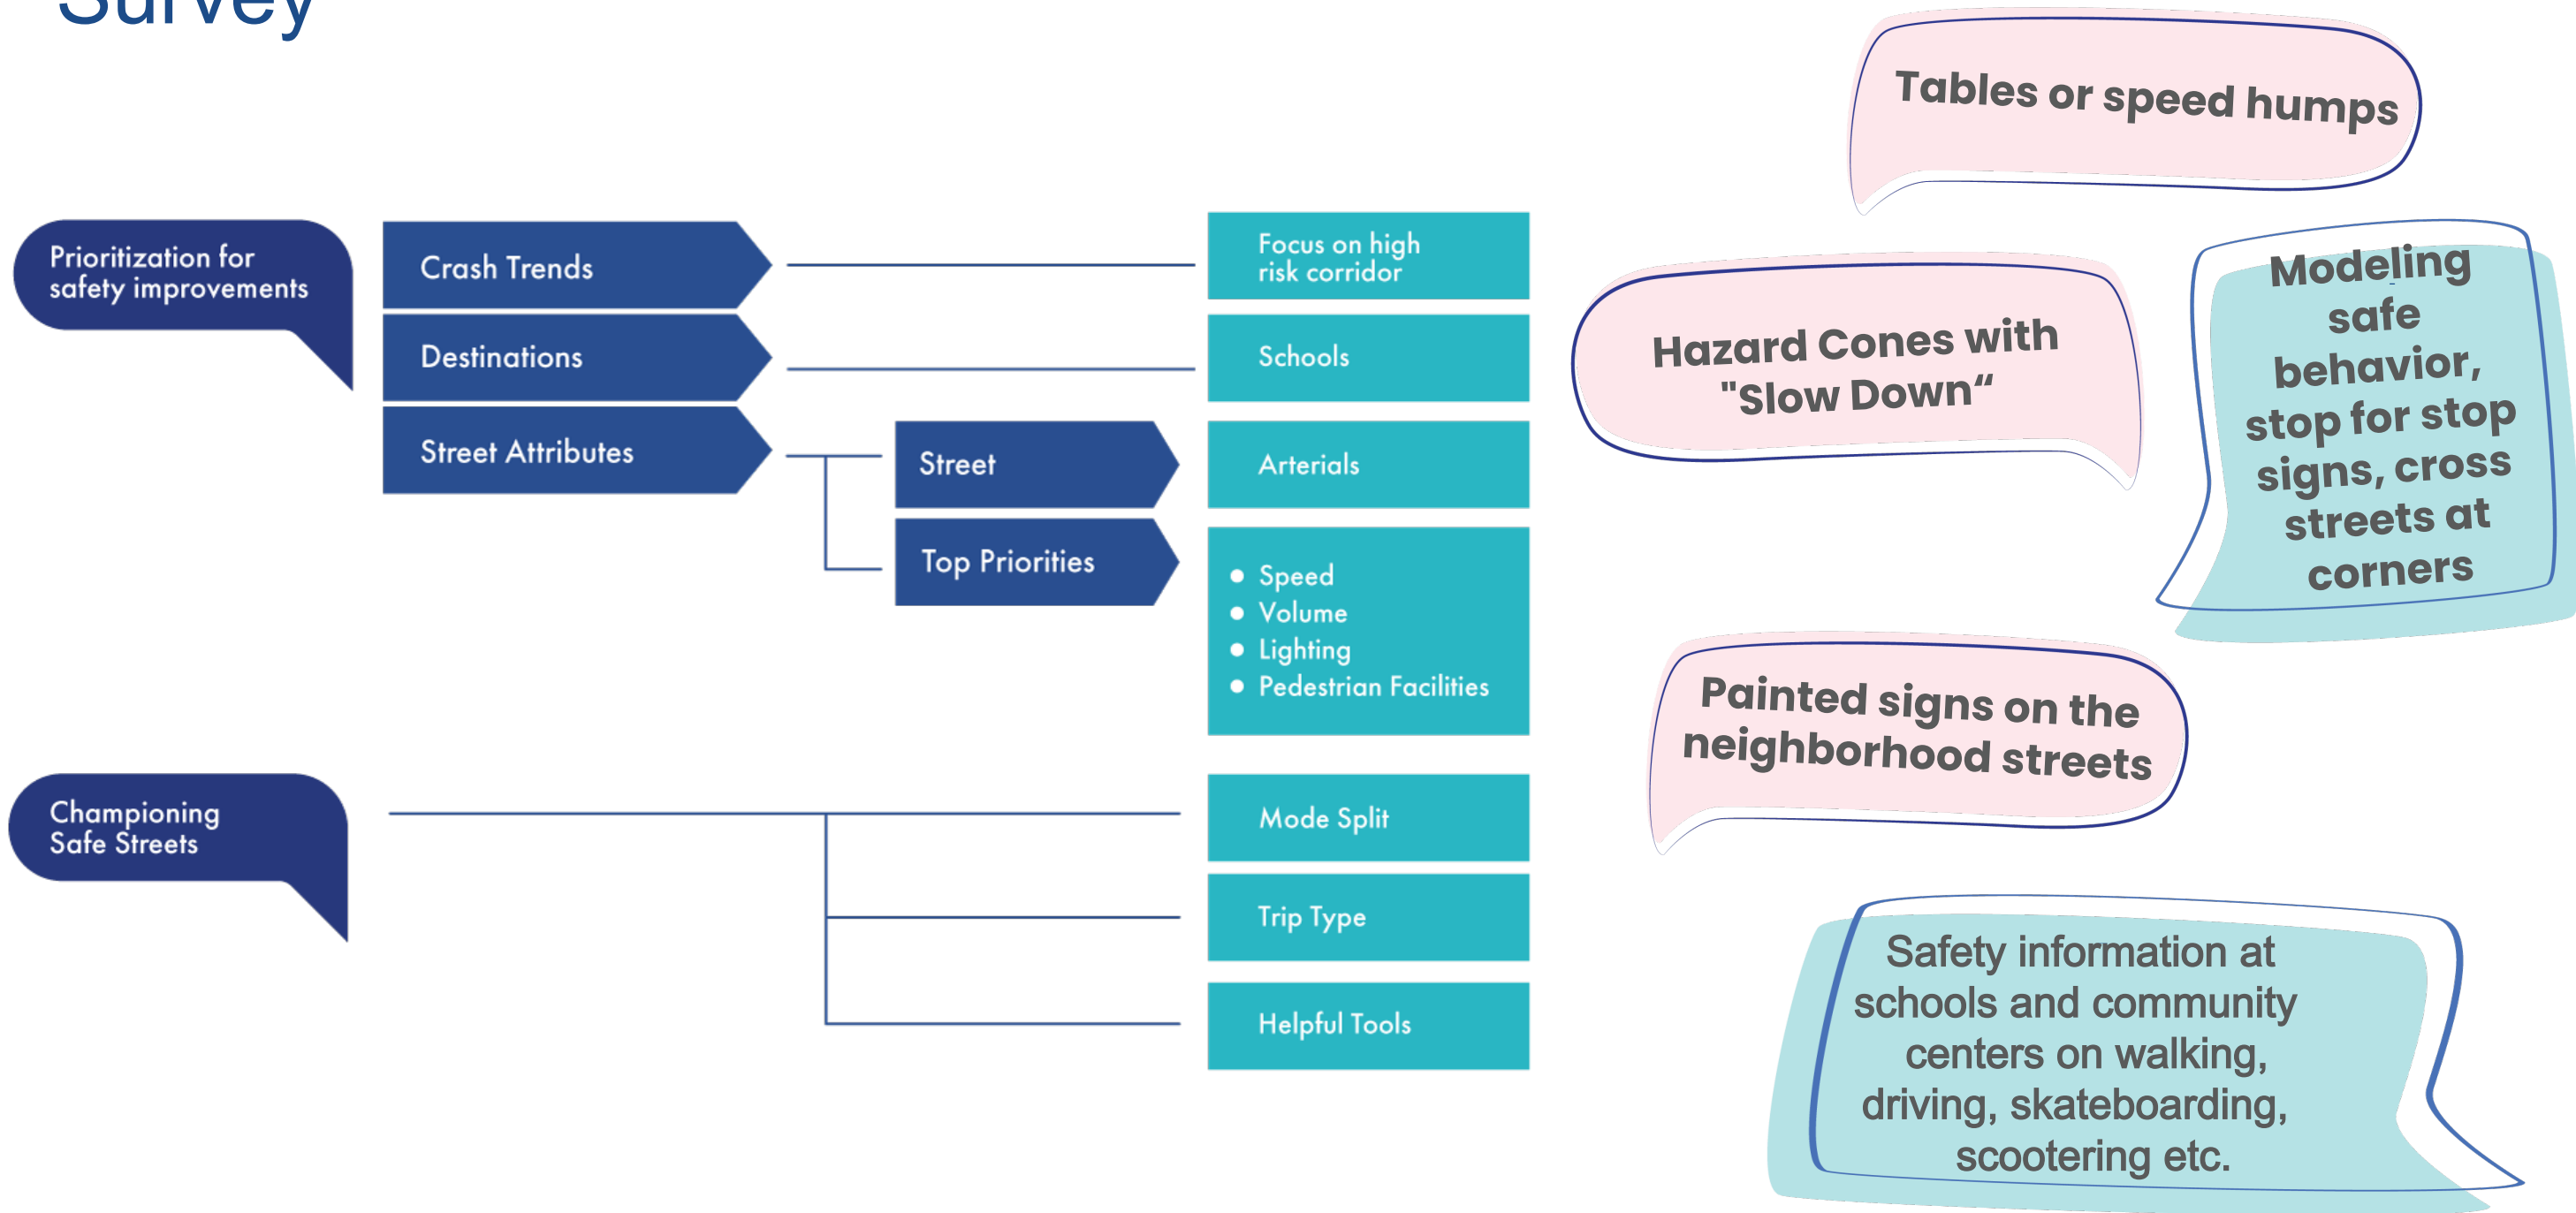 Survey
Prioritization for
safety improvements
Crash Trends
Focus on high
risk corridor
Destinations
Schools
Street Attributes
Street
Arterials
Top Priorities
● Speed
● Volume
● Lighting
● Pedestrian Facilities
Championing
Safe Streets
Mode Split
Trip Type
Helpful Tools
Tables or speed humps
Hazard Cones with
"Slow Down“
Modeling
safe
behavior,
stop for stop
signs, cross
streets at
corners
Painted signs on the
neighborhood streets
Safety information at
schools and community
centers on walking,
driving, skateboarding,
scootering etc.